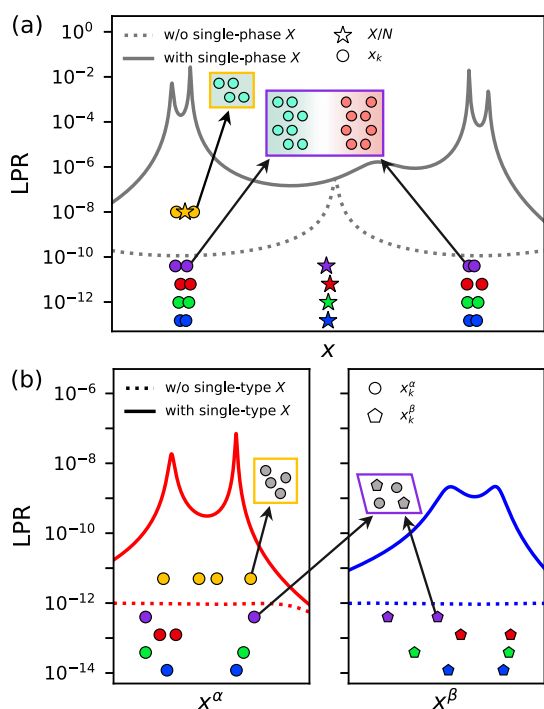 (a)
w/o single-phase X
with single-phase X
X/N
x_k
LPR
10^0
10^−2
10^−4
10^−6
10^−8
10^−10
10^−12
x
(b)
w/o single-type X
with single-type X
x_k^α
x_k^β
LPR
10^−6
10^−8
10^−10
10^−12
10^−14
x^α
x^β